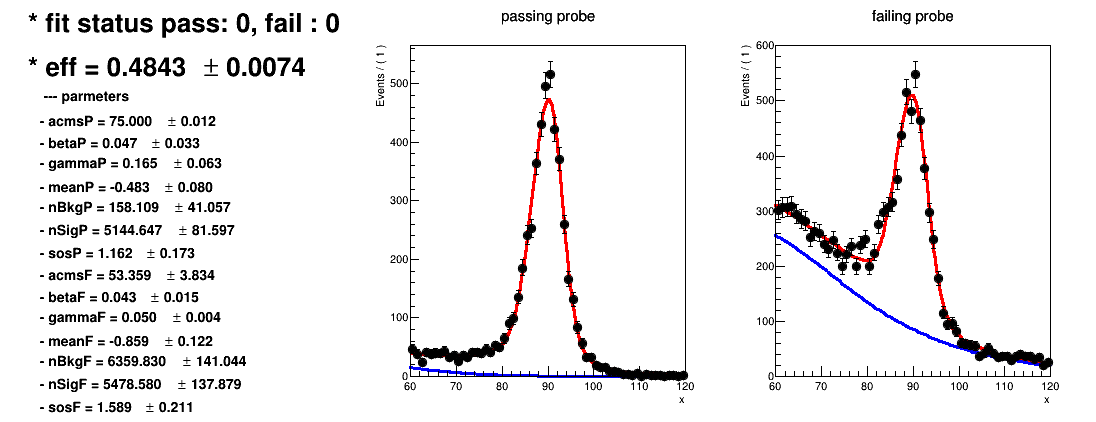 * fit status pass: 0, fail : 0
* eff = 0.4843 ± 0.0074
--- parmeters
- acmsP = 75.000 ± 0.012
- betaP = 0.047 ± 0.033
- gammaP = 0.165 ± 0.063
- meanP = -0.483 ± 0.080
- nBkgP = 158.109 ± 41.057
- nSigP = 5144.647 ± 81.597
- sosP = 1.162 ± 0.173
- acmsF = 53.359 ± 3.834
- betaF = 0.043 ± 0.015
- gammaF = 0.050 ± 0.004
- meanF = -0.859 ± 0.122
- nBkgF = 6359.830 ± 141.044
- nSigF = 5478.580 ± 137.879
- sosF = 1.589 ± 0.211
passing probe
Events / ( 1 )
500
400
300
200
100
0
60 70 80 90 100 110 120
x
failing probe
Events / ( 1 )
600
500
400
300
200
100
0
60 70 80 90 100 110 120
x